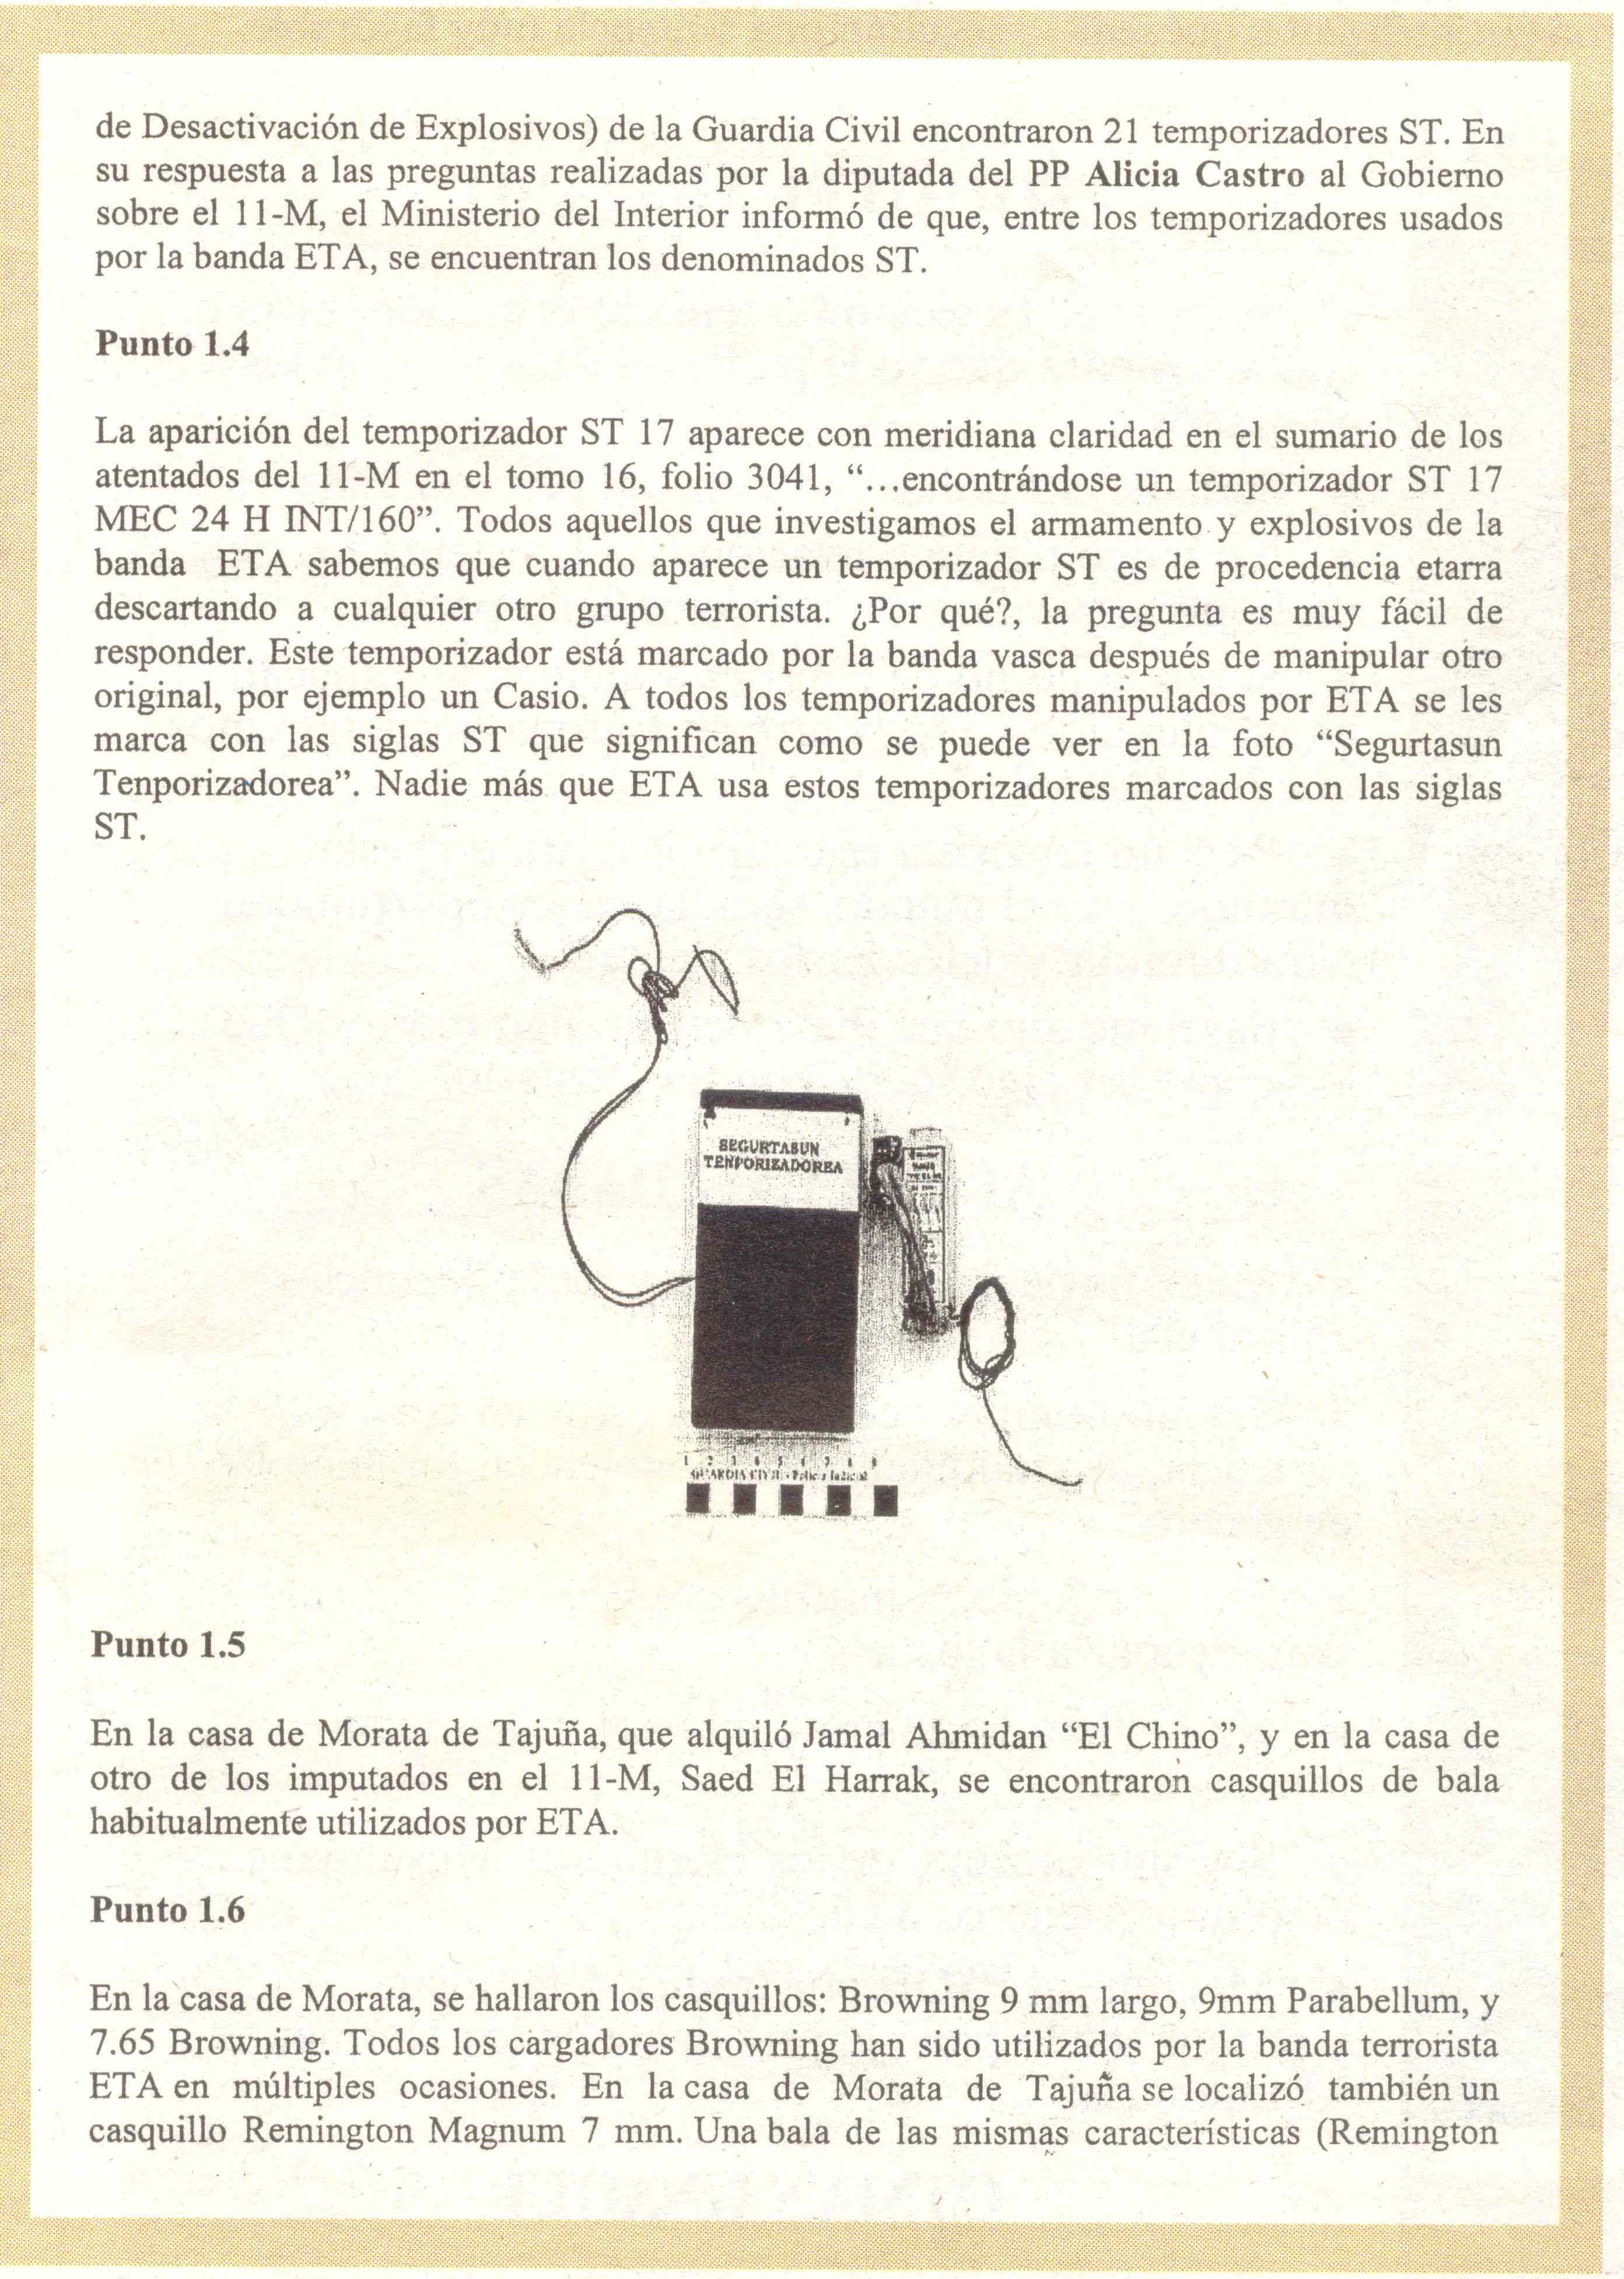 de Desactivación de Explosivos) de la Guardia Civil encontraron 21 temporizadores ST. En
su respuesta a las preguntas realizadas por la diputada del PP Alicia Castro al Gobierno
sobre el 11-M, el Ministerio del Interior informó de que, entre los temporizadores usados
por la banda ETA, se encuentran los denominados ST.
Punto 1.4
La aparición del temporizador ST 17 aparece con meridiana claridad en el sumario de los
atentados del 11-M en el tomo 16, folio 3041, “...encontrándose un temporizador ST 17
MEC 24 H INT/160”. Todos aquellos que investigamos el armamento y explosivos de la
banda ETA sabemos que cuando aparece un temporizador ST es de procedencia etarra
descartando a cualquier otro grupo terrorista. ¿Por qué?, la pregunta es muy fácil de
responder. Este temporizador está marcado por la banda vasca después de manipular otro
original, por ejemplo un Casio. A todos los temporizadores manipulados por ETA se les
marca con las siglas ST que significan como se puede ver en la foto “Segurtasun
Tenporizadorea”. Nadie más que ETA usa estos temporizadores marcados con las siglas
ST.
SEGURTASUN
TENPORIZADOREA
GUARDIA CIVIL - Policia Judicial
Punto 1.5
En la casa de Morata de Tajuña, que alquiló Jamal Ahmidan “El Chino”, y en la casa de
otro de los imputados en el 11-M, Saed El Harrak, se encontraron casquillos de bala
habitualmente utilizados por ETA.
Punto 1.6
En la casa de Morata, se hallaron los casquillos: Browning 9 mm largo, 9mm Parabellum, y
7.65 Browning. Todos los cargadores Browning han sido utilizados por la banda terrorista
ETA en múltiples ocasiones. En la casa de Morata de Tajuña se localizó también un
casquillo Remington Magnum 7 mm. Una bala de las mismas características (Remington